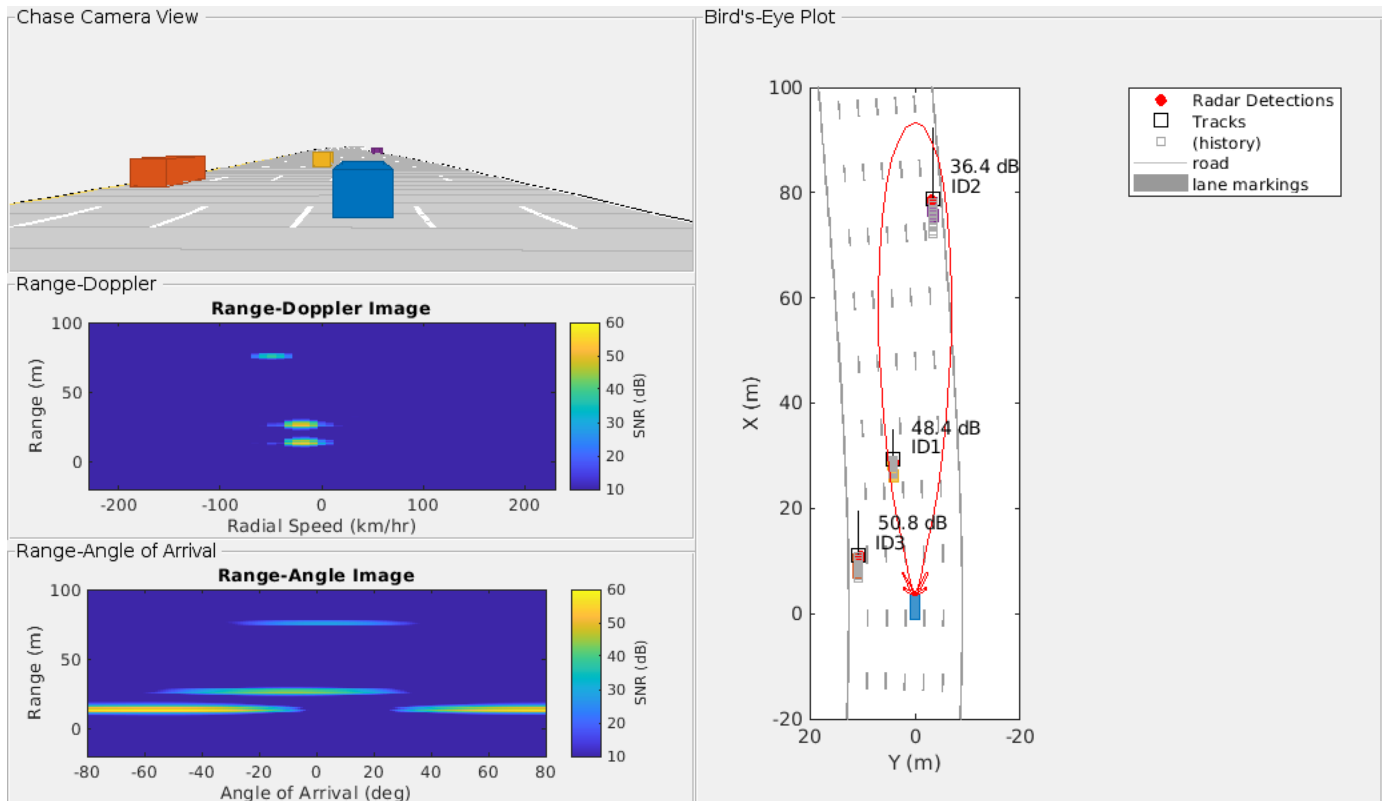 Chase Camera View
Range-Doppler
Range-Doppler Image
100
50
0
Range (m)
-200 -100 0 100 200
Radial Speed (km/hr)
60
50
40
30
20
10
SNR (dB)
Range-Angle of Arrival
Range-Angle Image
100
50
0
Range (m)
-80 -60 -40 -20 0 20 40 60 80
Angle of Arrival (deg)
60
50
40
30
20
10
SNR (dB)
Bird's-Eye Plot
100
80
60
40
20
0
-20
X (m)
20 0 -20
Y (m)
36.4 dB
ID2
48.4 dB
ID1
50.8 dB
ID3
Radar Detections
Tracks
(history)
road
lane markings